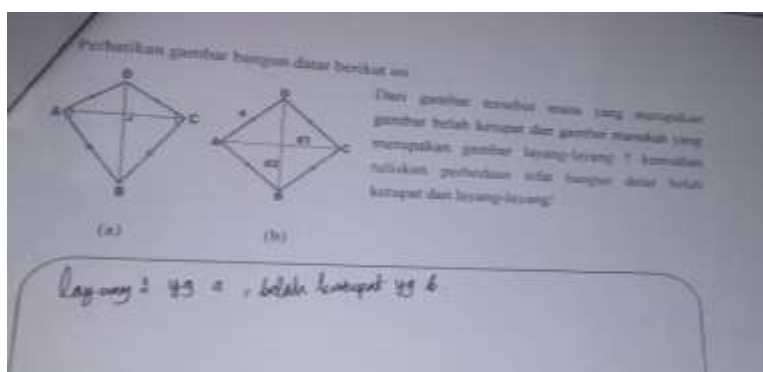 Perhatikan gambar bangun datar berikut ini
D
A
C
B
D
A
C
B
d1
d2
Dari gambar tersebut mana yang merupakan
gambar belah ketupat dan gambar manakah yang
merupakan gambar layang-layang ? kemudian
tuliskan perbedaan sifat bangun datar belah
ketupat dan layang-layang!
(a)
(b)
yg a , belah ketupat yg b